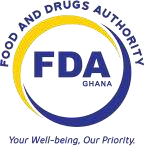 FOOD AND DRUGS AUTHORITY
FDA
GHANA
Your Well-being, Our Priority.